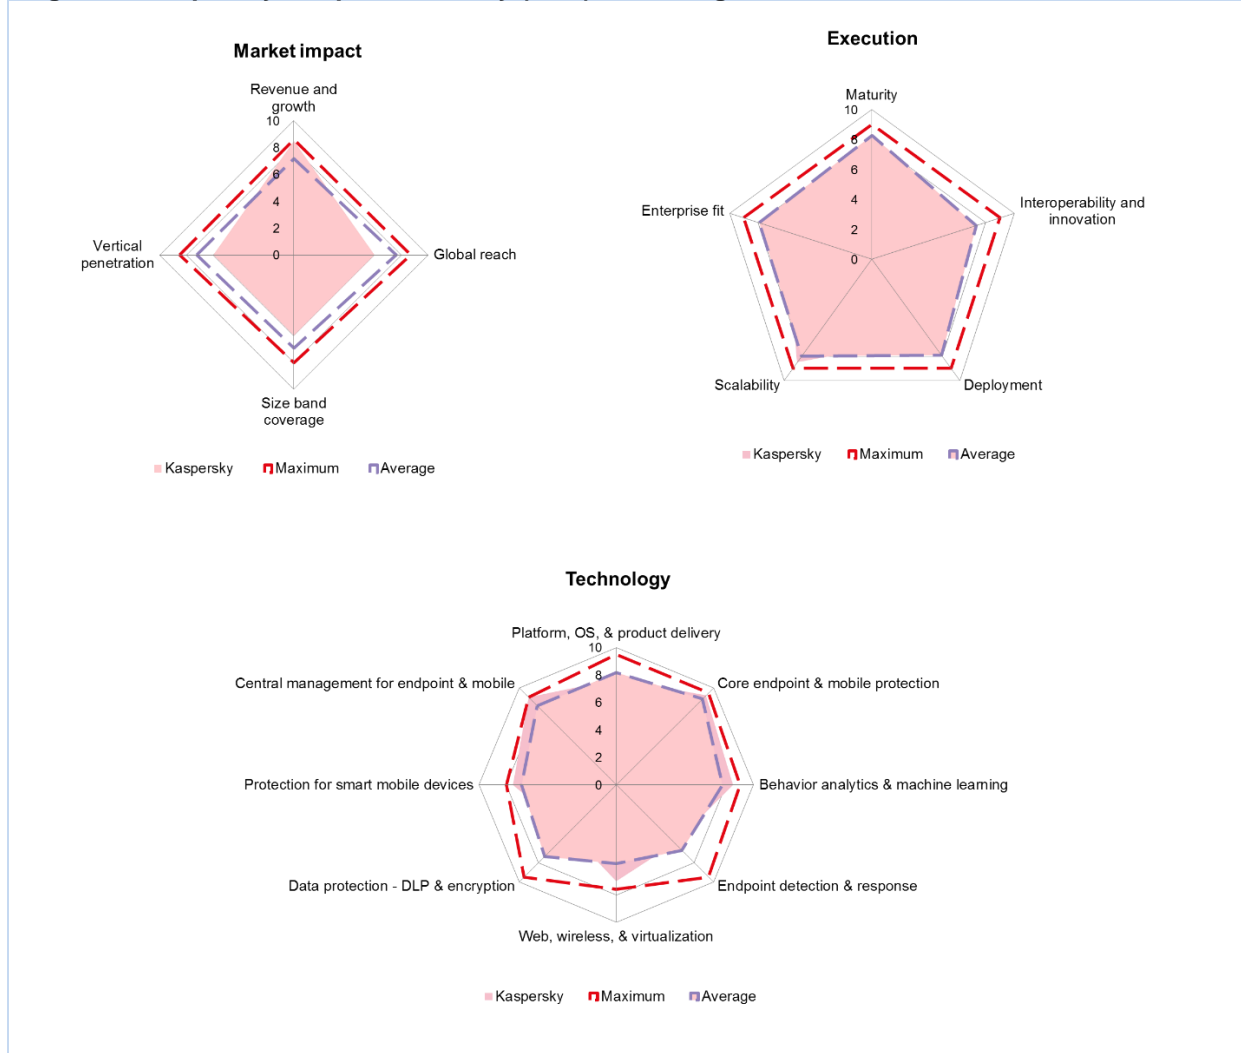 Market impact
Revenue and
growth
10
8
6
4
2
0
Vertical
penetration
Global reach
Size band
coverage
Kaspersky Maximum Average
Execution
Maturity
10
8
6
4
2
0
Enterprise fit
Interoperability and
innovation
Scalability
Deployment
Kaspersky Maximum Average
Technology
Platform, OS, & product delivery
10
8
6
4
2
0
Central management for endpoint & mobile
Core endpoint & mobile protection
Protection for smart mobile devices
Behavior analytics & machine learning
Data protection - DLP & encryption
Endpoint detection & response
Web, wireless, & virtualization
Kaspersky Maximum Average